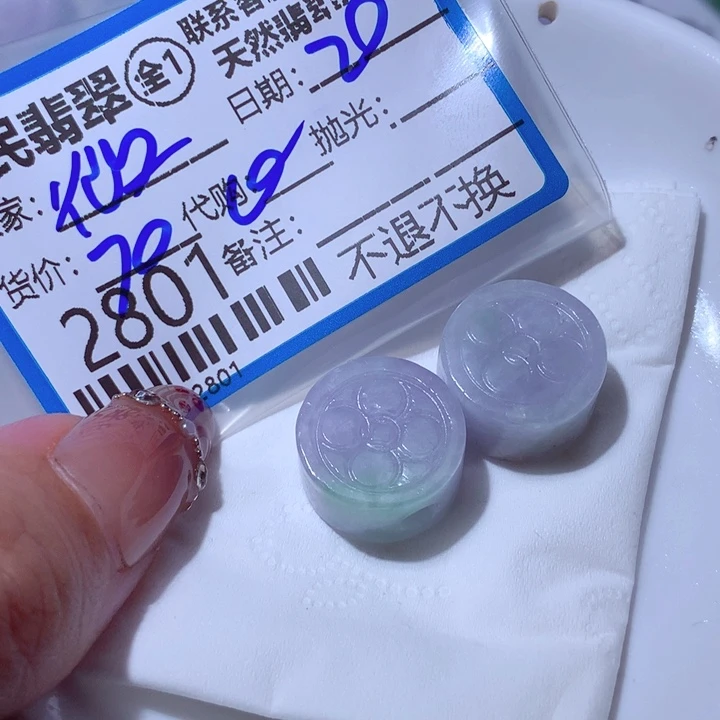 联系客
民翡翠 全1 天然翡翠
日期: 20
家:
代购: 抛光:
货价: 70 备注:
2801 不退不换
2801